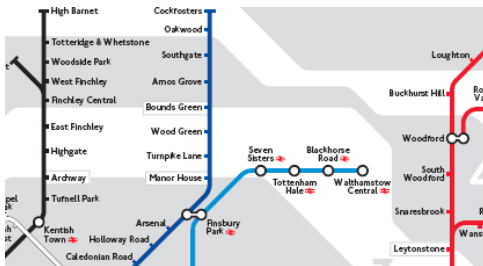 High Barnet
Totteridge & Whetstone
Woodside Park
West Finchley
Finchley Central
East Finchley
Highgate
Archway
Tufnell Park
Kentish
Town
Cockfosters
Oakwood
Southgate
Arnos Grove
Bounds Green
Wood Green
Turnpike Lane
Manor House
Arsenal
Holloway Road
Caledonian Road
Finsbury
Park
Seven
Sisters
Tottenham
Hale
Blackhorse
Road
Walthamstow
Central
Loughton
Buckhurst Hill
Woodford
South
Woodford
Snaresbrook
Leytonstone